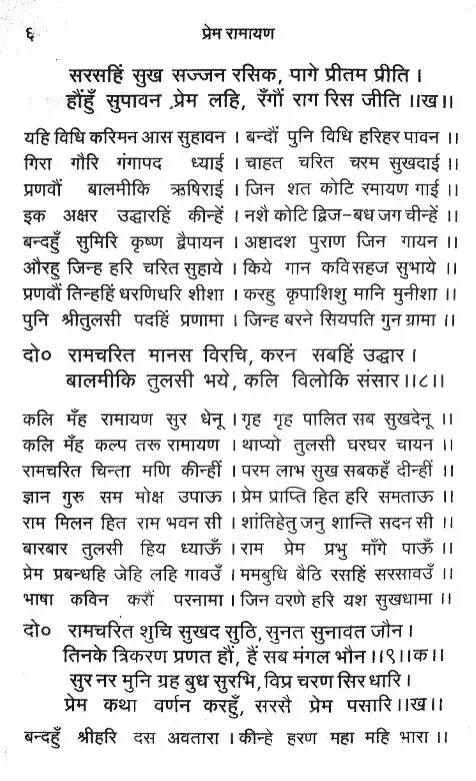 ६ प्रेम रामायण
सरसहिं सुख सज्जन रसिक, पागे प्रीतम प्रीति ।
हौंहुँ सुपावन प्रेम लहि, रँगौं राग रिस जीति ।।ख।।
यहि विधि करिमन आस सुहावन । बन्दौं पुनि विधि हरिहर पावन ।।
गिरा गौरि गंगापद ध्याई । चाहत चरित चरम सुखदाई ।।
प्रणवौं बालमीकि ऋषिराई । जिन शत कोटि रमायण गाई ।।
इक अक्षर उद्धारहिं कीन्हें । नशै कोटि द्विज-बध जग चीन्हें ।।
बन्दहुँ सुमिरि कृष्ण द्वैपायन । अष्टादश पुराण जिन गायन ।।
औरहु जिन्ह हरि चरित सुहाये । किये गान कवि सहज सुभाये ।।
प्रणवौं तिन्हहिं धरणिधरि शीशा । करहु कृपाशिशु मानि मुनीशा ।।
पुनि श्रीतुलसी पदहिं प्रणामा । जिन्ह बरने सियपति गुन ग्रामा ।।
दो० रामचरित मानस विरचि, करन सबहिं उद्धार ।
बालमीकि तुलसी भये, कलि विलोकि संसार ।।८।।
कलि मँह रामायण सुर धेनू । गृह गृह पालित सब सुखदेनू ।।
कलि मँह कल्प तरू रामायण । थाप्यो तुलसी घरघर चायन ।।
रामचरित चिन्ता मणि कीन्हीं । परम लाभ सुख सबकहँ दीन्हीं ।।
ज्ञान गुरु सम मोक्ष उपाऊ । प्रेम प्राप्ति हित हरि समताऊ ।।
राम मिलन हित राम भवन सी । शांतिहेतु जनु शान्ति सदन सी ।।
बारबार तुलसी हिय ध्याऊँ । राम प्रेम प्रभु माँगे पाऊँ ।।
प्रेम प्रबन्धहि जेहि लहि गावउँ । ममबुधि बैठि रसहिं सरसावउँ ।।
भाषा कविन करौं परनामा । जिन वरणे हरि यश सुखधामा ।।
दो० रामचरित शुचि सुखद सुठि, सुनत सुनावत जौन ।
तिनके त्रिकरण प्रणत हौं, हैं सब मंगल भौन ।।९।।क।।
सुर नर मुनि ग्रह बुध सुरभि, विप्र चरण सिर धारि ।
प्रेम कथा वर्णन करहुँ, सरसै प्रेम पसारि ।।ख।।
बन्दहुँ श्रीहरि दस अवतारा । कीन्हे हरण महा महि भारा ।।